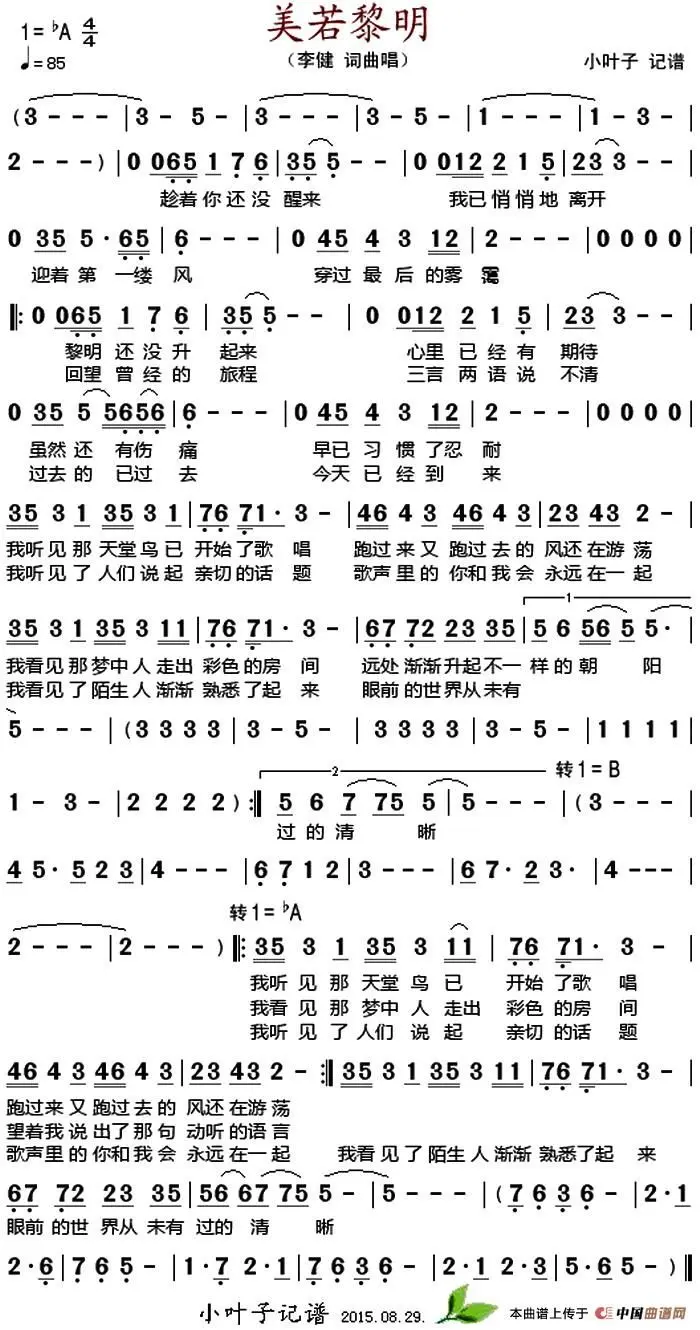 美若黎明
1=♭A 4/4
♩=85
（李健 词曲唱）
小叶子 记谱
(3 - - - | 3 - 5 - | 3 - - - | 3 - 2 - | 1 - - - | 1 - 3 - |
2 - - - ) | 0 065 1 7 6 | 35 5 - - | 0 012 2 1 5 | 23 3 - - |
趁着你还没 醒来 我已悄悄地 离开
0 35 5· 65 | 6 - - - | 0 45 4 3 12 | 2 - - - | 0 0 0 0 |
迎着 第 一缕 风 穿过 最 后 的雾 霭
‖: 0 065 1 7 6 | 35 5 - - | 0 012 2 1 5 | 23 3 - - |
黎明 还 没 升 起来 心里 已 经 有 期待
回望 曾 经 的 旅程 三言 两 语 说 不清
0 35 5 5656 | 6 - - - | 0 45 4 3 12 | 2 - - - | 0 0 0 0 |
虽然 还 有伤 痛 早已 习 惯 了忍 耐
过去 的 已过 去 今天 已 经 到 来
35 3 1 35 3 1 | 76 71· 3 - | 46 4 3 46 4 3 | 23 43 2 - |
我听 见 那 天堂 鸟 已 开始 了歌 唱 跑过 来 又 跑过 去 的 风还 在游 荡
我听 见 了 人们 说 起 亲切 的话 题 歌声 里 的 你和 我 会 永远 在一 起
35 3 11 35 3 11 | 76 71· 3 - | 67 72 23 35 | 5 6 56 5 5· |
1
我看 见那 梦中 人 走出 彩色 的房 间 远处 渐渐 升起 不一 样 的 朝 阳
我看 见了 陌生 人 渐渐 熟悉 了起 来 眼前 的世 界从 未有
5 - - - | (3 3 3 3 | 3 - 5 - | 3 3 3 3 | 3 - 5 - | 1 1 1 1 |
2
转1=B
1 - 3 - | 2 2 2 2 ) :‖ 5 6 7 75 5 | 5 - - - | (3 - - - |
过 的 清 晰
4 5· 5 2 3 | 4 - - - | 6 7 1 2 | 3 - - - | 6 7· 2 3· |
转1=♭A
2 - - - | 2 - - - ) ‖: 35 3 1 35 3 11 | 76 71· 3 - |
我听 见 那 天堂 鸟 已 开始 了歌 唱
我看 见 那 梦中 人 走出 彩色 的房 间
我听 见 了 人们 说 起 亲切 的话 题
46 4 3 46 4 3 | 23 43 2 - :‖ 35 3 1 35 3 11 | 76 71· 3 - |
跑过 来 又 跑过 去 的 风还 在游 荡
望着 我 说 出了 那 句 动听 的语 言
歌声 里 的 你和 我 会 永远 在一 起 我看 见 了 陌生 人 渐渐 熟悉 了起 来
67 72 23 35 | 56 67 75 5 - | 5 - - - | (7 6 3 6 - | 2 · 1 |
眼前 的世 界从 未有 过的 清 晰
2 · 6 | 7 6 5 - | 1 · 7 2 · 1 | 7 6 3 6 · | 2 · 1 2 · 3 | 5 - - - ) |
小叶子记谱 2015.08.29.
本曲谱上传于 中国曲谱网